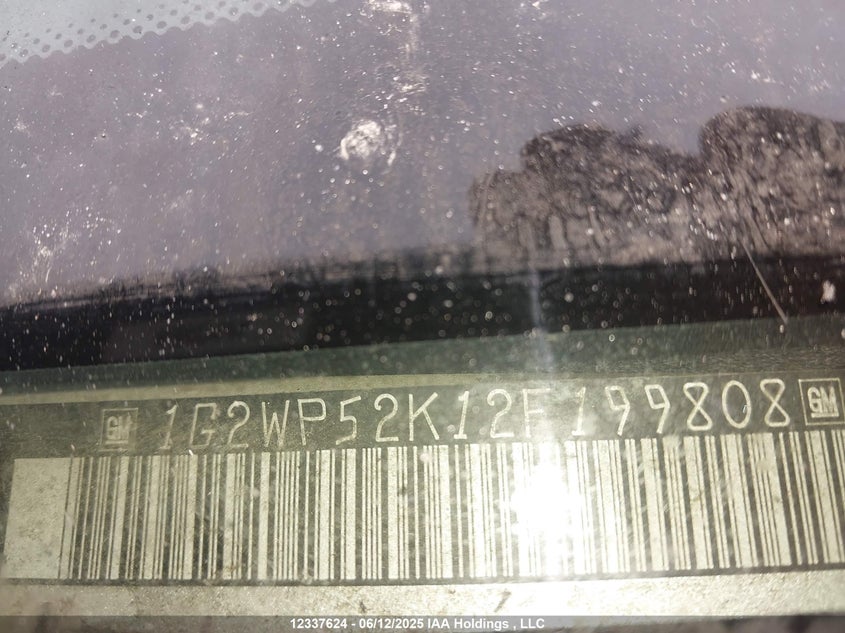 GM 1G2WP52K12F199808 GM
12337624 - 06/12/2025 IAA Holdings , LLC